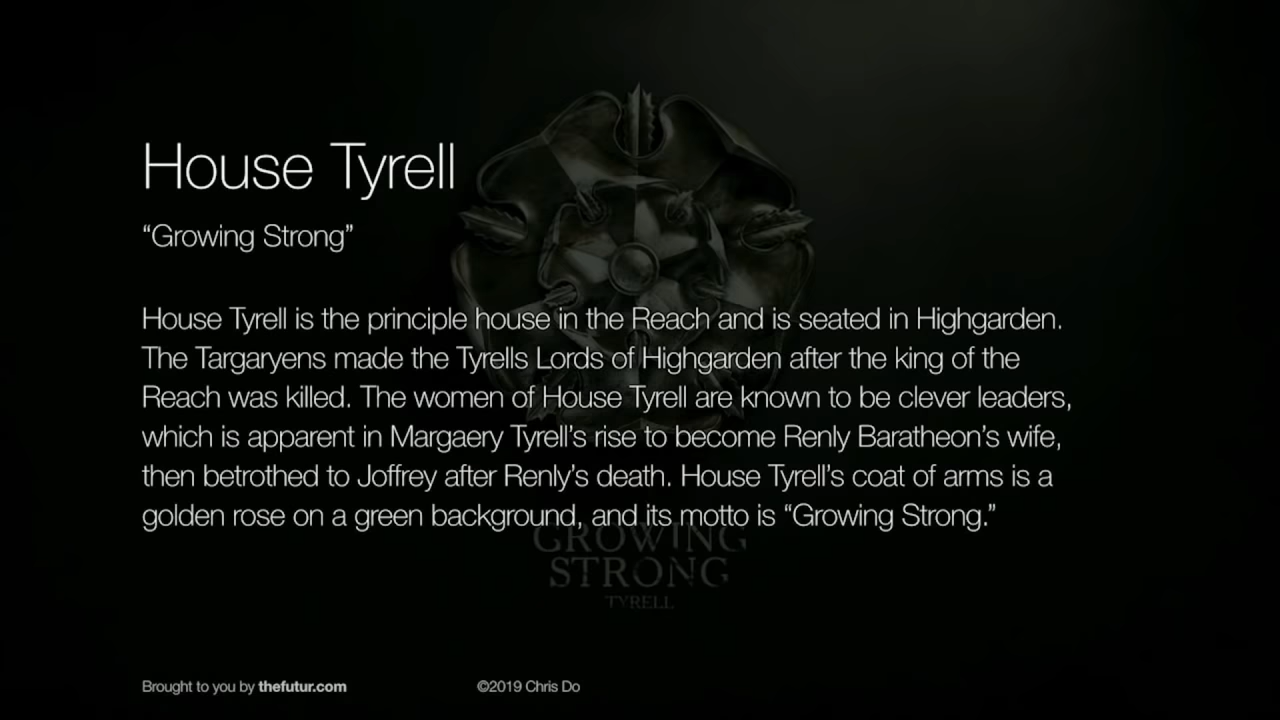 House Tyrell
“Growing Strong”
House Tyrell is the principle house in the Reach and is seated in Highgarden.
The Targaryens made the Tyrells Lords of Highgarden after the king of the
Reach was killed. The women of House Tyrell are known to be clever leaders,
which is apparent in Margaery Tyrell’s rise to become Renly Baratheon’s wife,
then betrothed to Joffrey after Renly’s death. House Tyrell’s coat of arms is a
golden rose on a green background, and its motto is “Growing Strong.”
GROWING
STRONG
TYRELL
Brought to you by thefutur.com
©2019 Chris Do